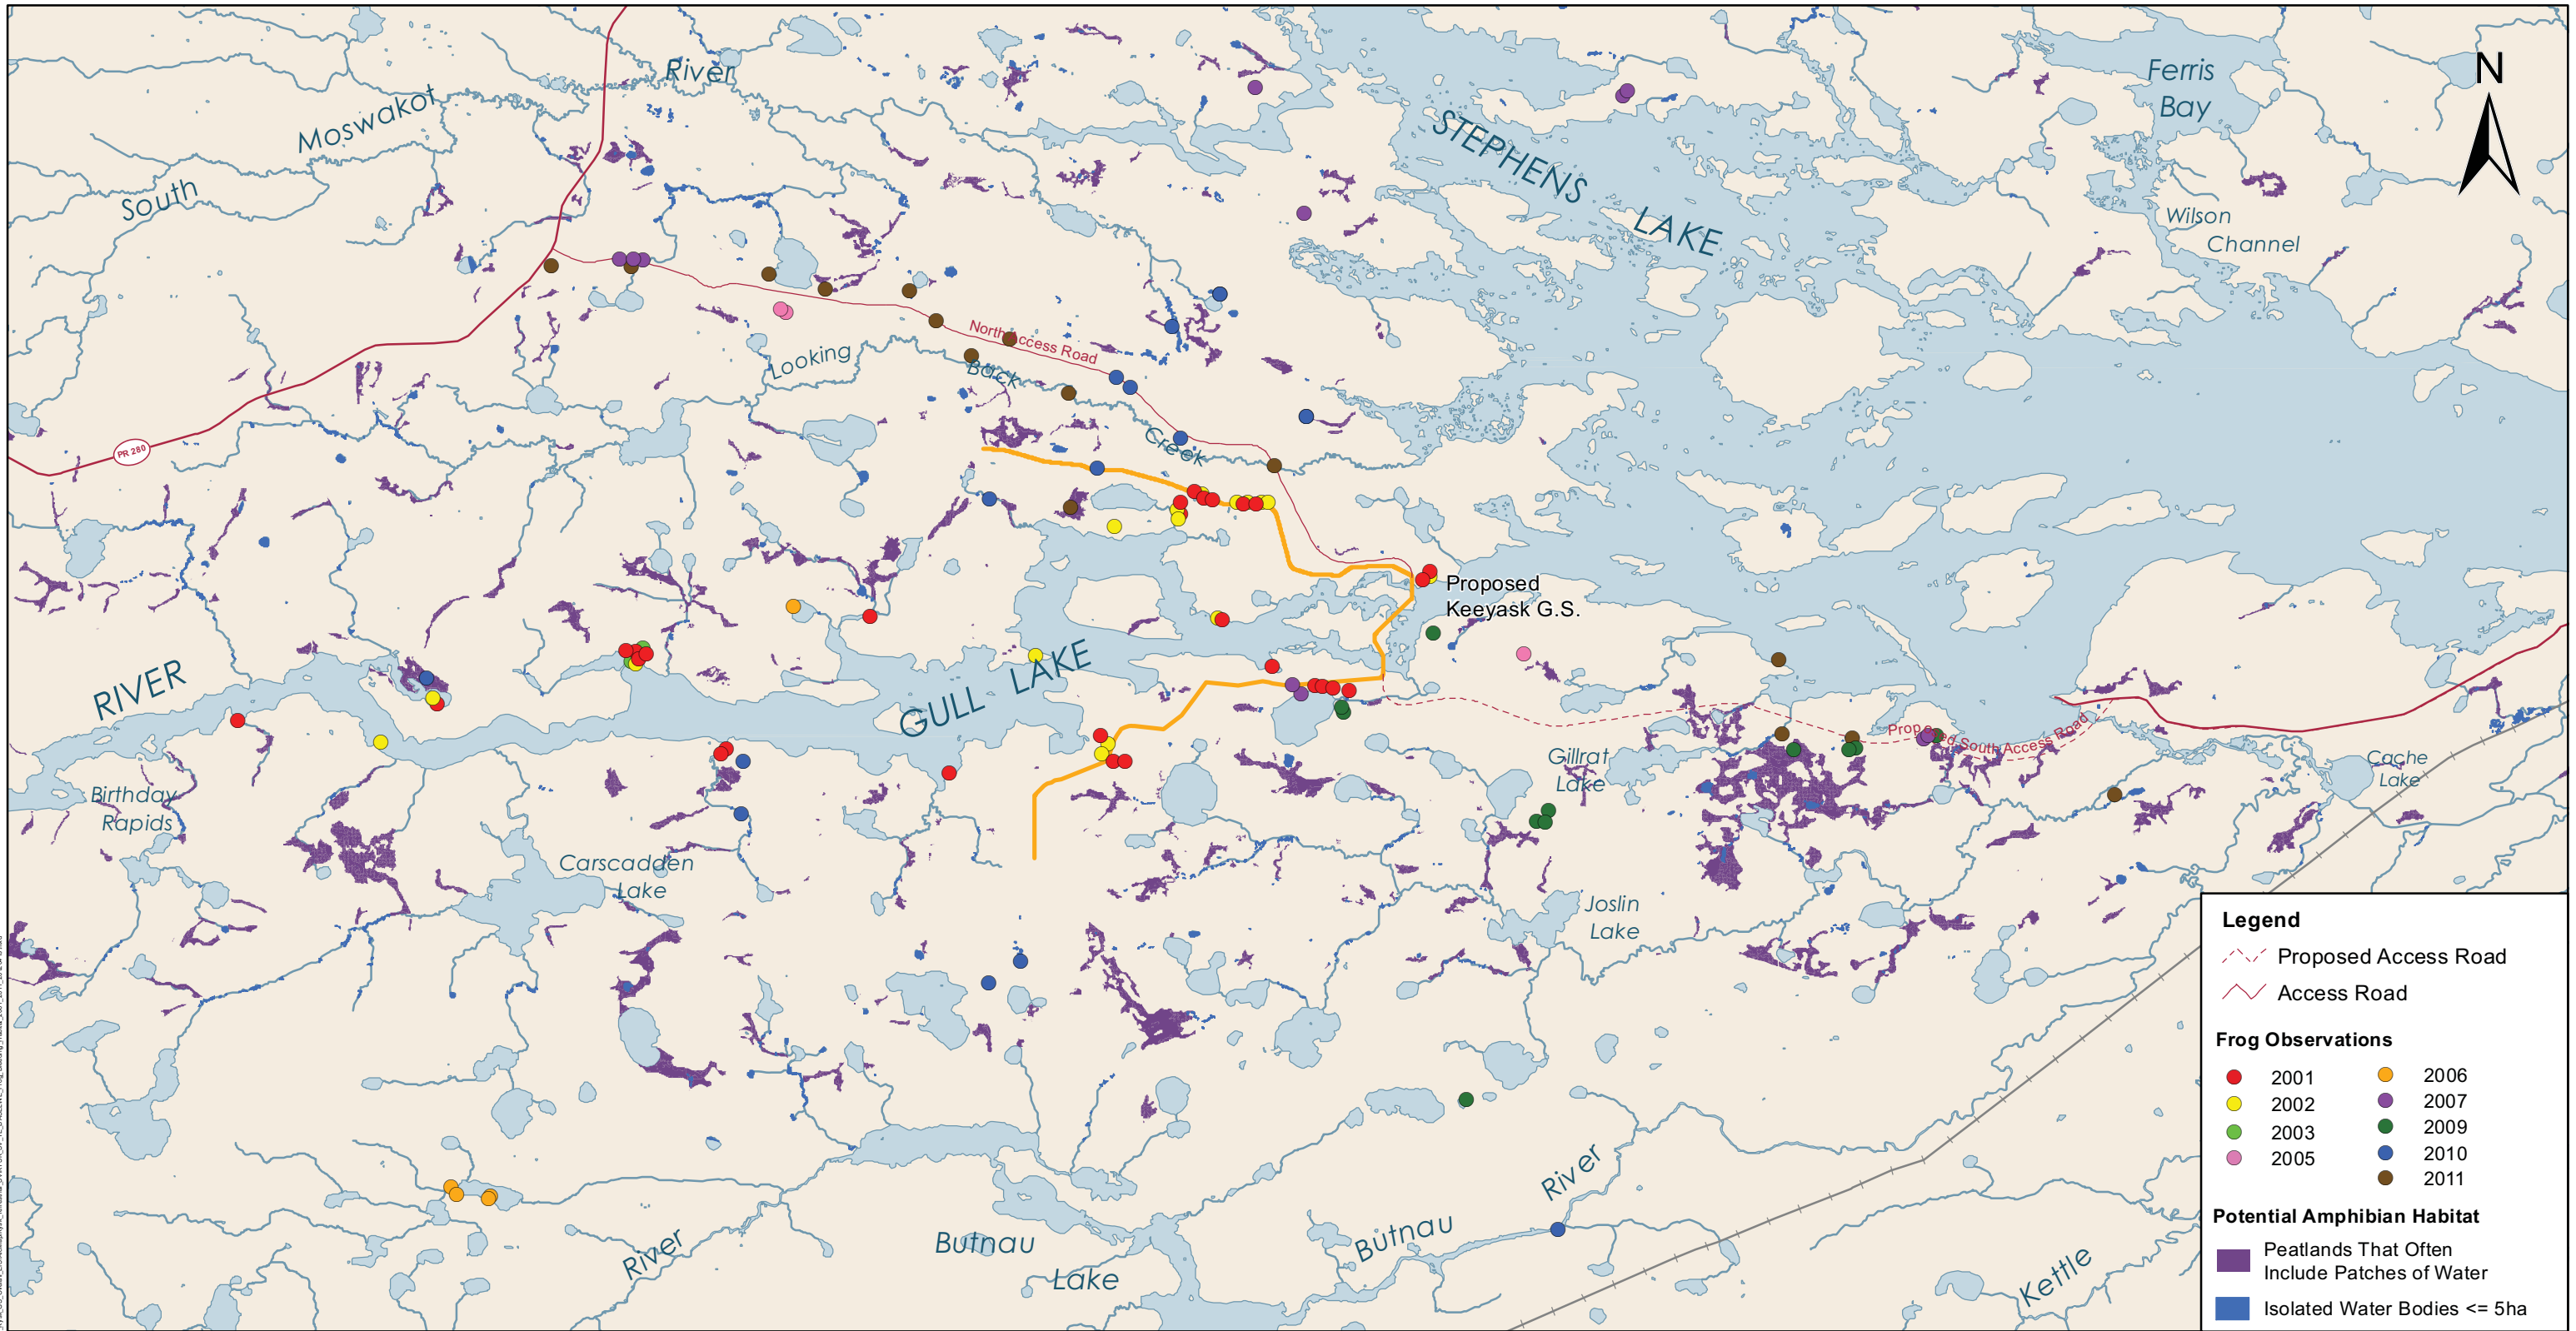 River
Moswakot
South
Ferris
Bay
N
STEPHENS
LAKE
Wilson
Channel
North Access Road
Looking
Back
Creek
PR 280
Proposed
Keeyask G.S.
RIVER
GULL LAKE
Birthday
Rapids
Carscadden
Lake
Gillrat
Lake
Proposed South Access Road
Cache
Lake
Joslin
Lake
River
Butnau
Lake
Butnau
River
Kettle
Legend
Proposed Access Road
Access Road
Frog Observations
2001
2002
2003
2005
2006
2007
2009
2010
2011
Potential Amphibian Habitat
Peatlands That Often
Include Patches of Water
Isolated Water Bodies <= 5ha